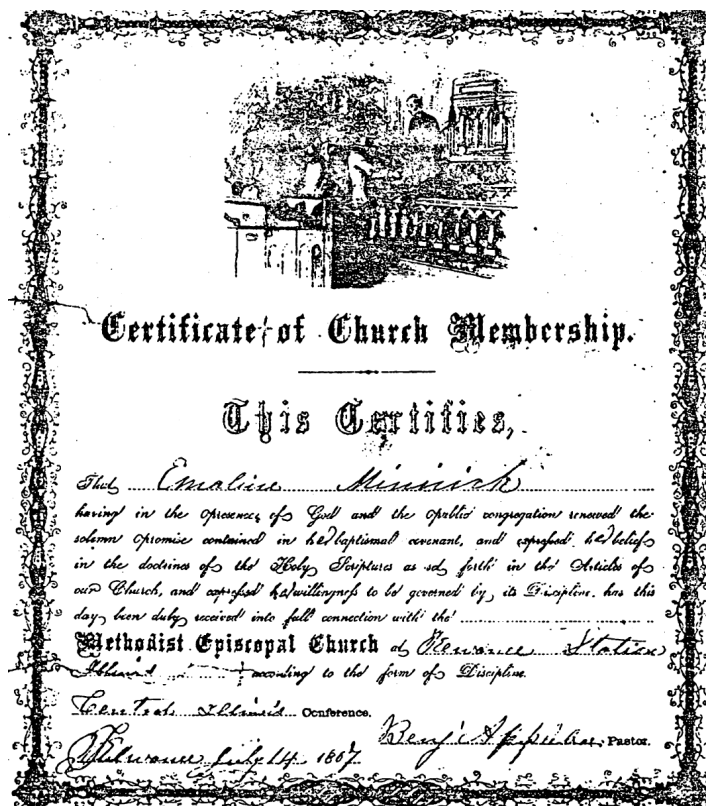 Certificate of Church Membership.
This Certifies,
That Emaline Minnich
having in the presence of God and the public congregation renewed the
solemn promise contained in her baptismal covenant, and expressed her belief
in the doctrines of the Holy Scriptures as set forth in the Articles of
our Church, and expressed her willingness to be governed by its Discipline, has this
day been duly received into full connection with the
Methodist Episcopal Church at Kewanee Station
Illinois according to the form of Discipline.
Central Illinois Conference.
Pastor.
Kewanee July 14 1867